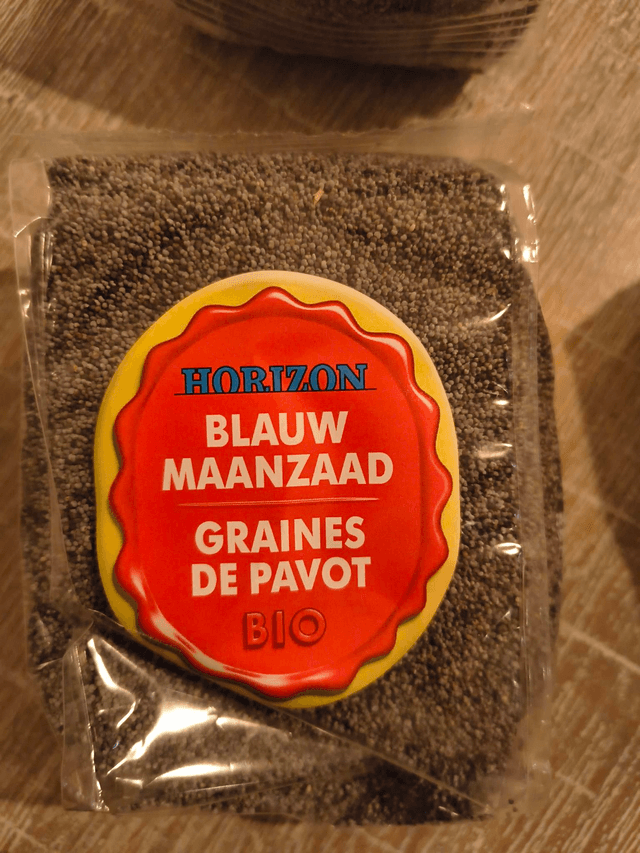 HORIZON
BLAUW
MAANZAAD
GRAINES
DE PAVOT
BIO